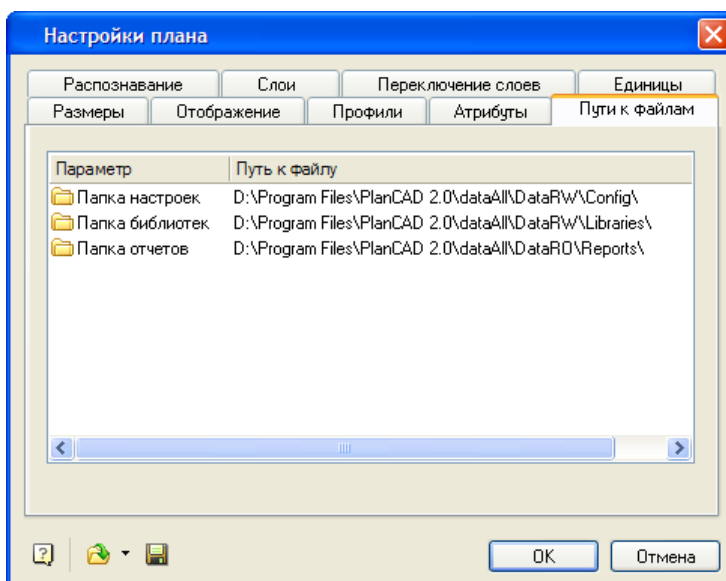 Настройки плана
Распознавание Слои Переключение слоев Единицы
Размеры Отображение Профили Атрибуты Пути к файлам
Параметр Путь к файлу
Папка настроек D:\Program Files\PlanCAD 2.0\dataAll\DataRW\Config\
Папка библиотек D:\Program Files\PlanCAD 2.0\dataAll\DataRW\Libraries\
Папка отчетов D:\Program Files\PlanCAD 2.0\dataAll\DataRO\Reports\
OK Отмена